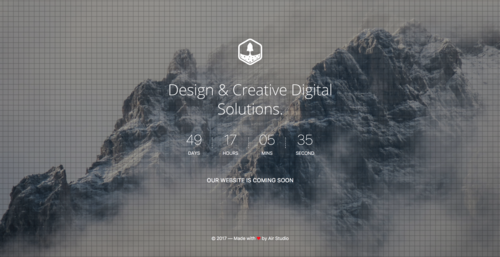 Design & Creative Digital
Solutions.
49 17 05 35
DAYS HOURS MINS SECOND
OUR WEBSITE IS COMING SOON
© 2017 — Made with ❤ by Air Studio